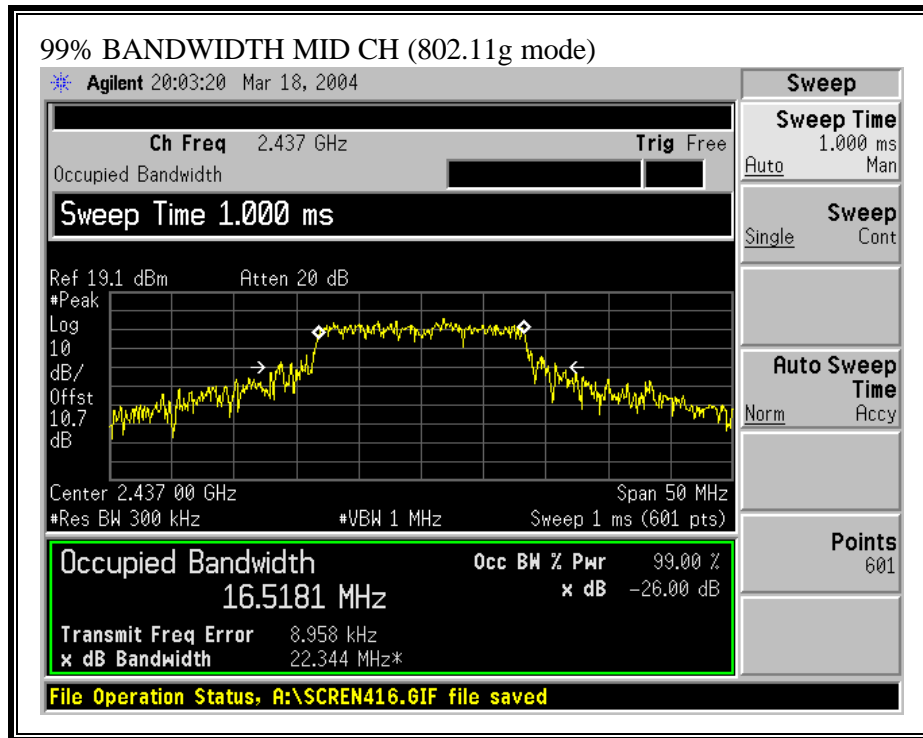 99% BANDWIDTH MID CH (802.11g mode)
Agilent 20:03:20 Mar 18, 2004
Sweep
Ch Freq 2.437 GHz Trig Free
Occupied Bandwidth
Sweep Time 1.000 ms
Ref 19.1 dBm Atten 20 dB
#Peak
Log
10
dB/
Offst
10.7
dB
Center 2.437 00 GHz Span 50 MHz
#Res BW 300 kHz #VBW 1 MHz Sweep 1 ms (601 pts)
Occupied Bandwidth Occ BW % Pwr 99.00 %
16.5181 MHz x dB -26.00 dB
Transmit Freq Error 8.958 kHz
x dB Bandwidth 22.344 MHz*
File Operation Status, A:\SCREN416.GIF file saved
Sweep Time
1.000 ms
Auto Man
Sweep
Single Cont
Auto Sweep
Time
Norm Accy
Points
601